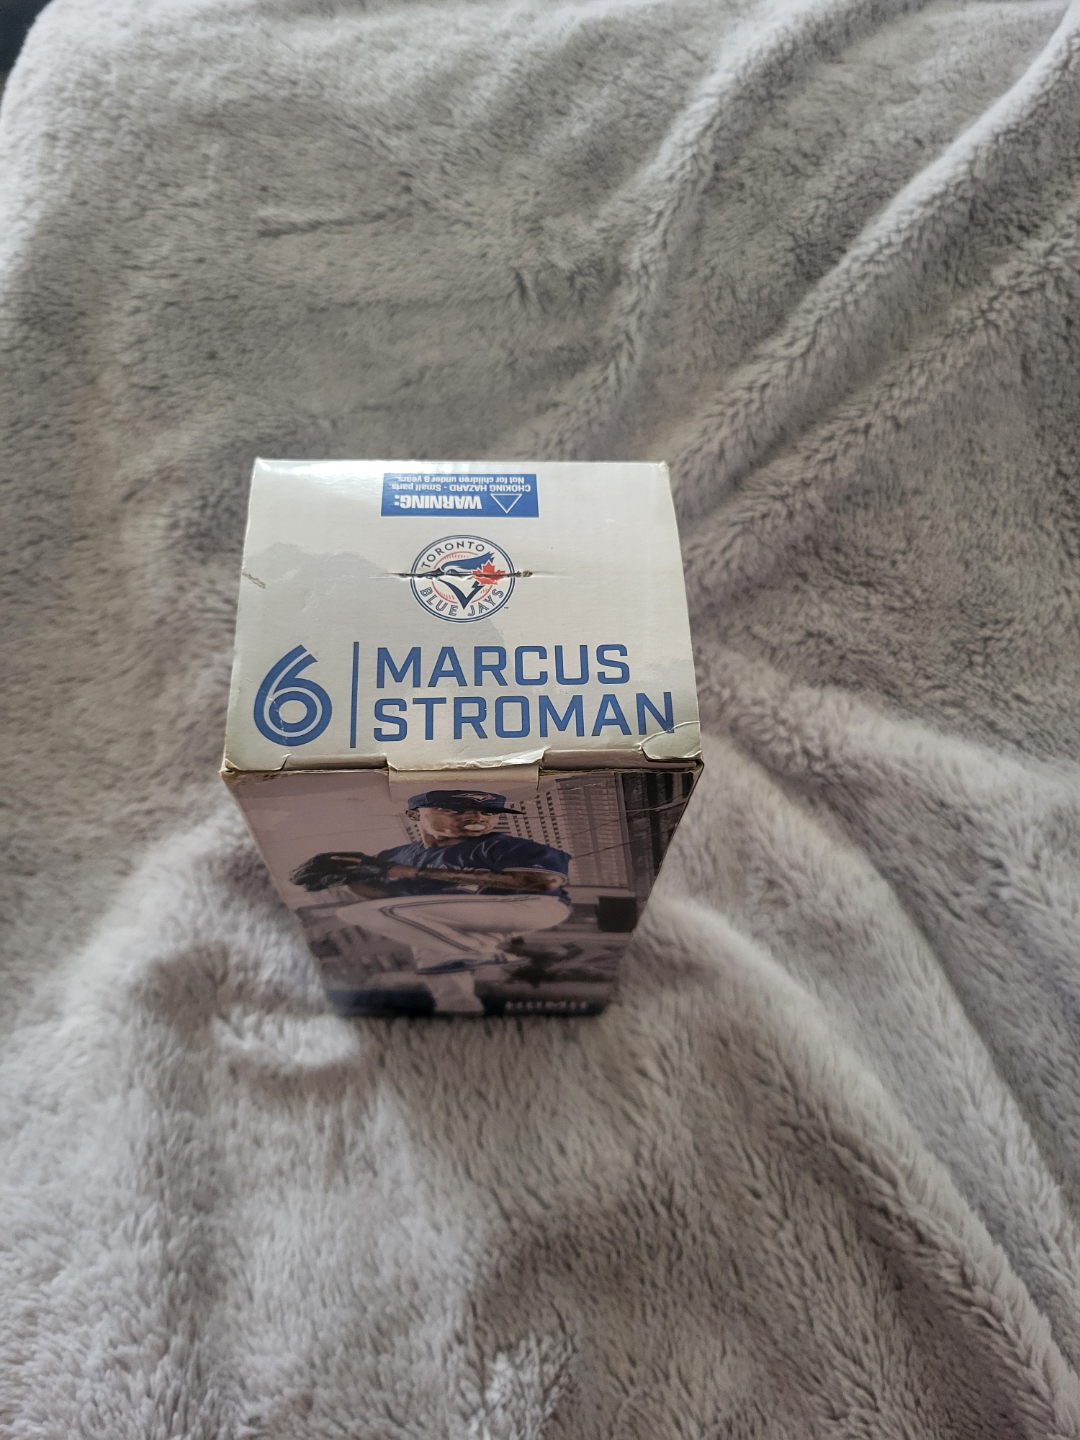 WARNING:
CHOKING HAZARD - Small parts
Not for children under 8 years.
TORONTO
BLUE JAYS
6
MARCUS
STROMAN